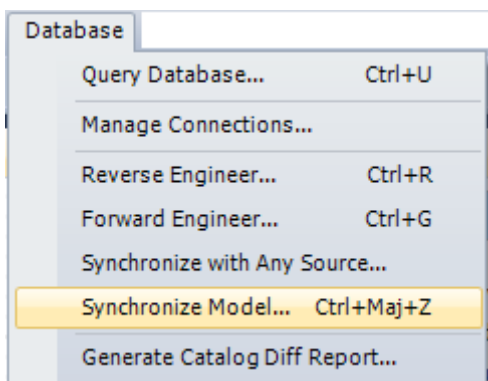 Database
Query Database... Ctrl+U
Manage Connections...
Reverse Engineer... Ctrl+R
Forward Engineer... Ctrl+G
Synchronize with Any Source...
Synchronize Model... Ctrl+Maj+Z
Generate Catalog Diff Report...